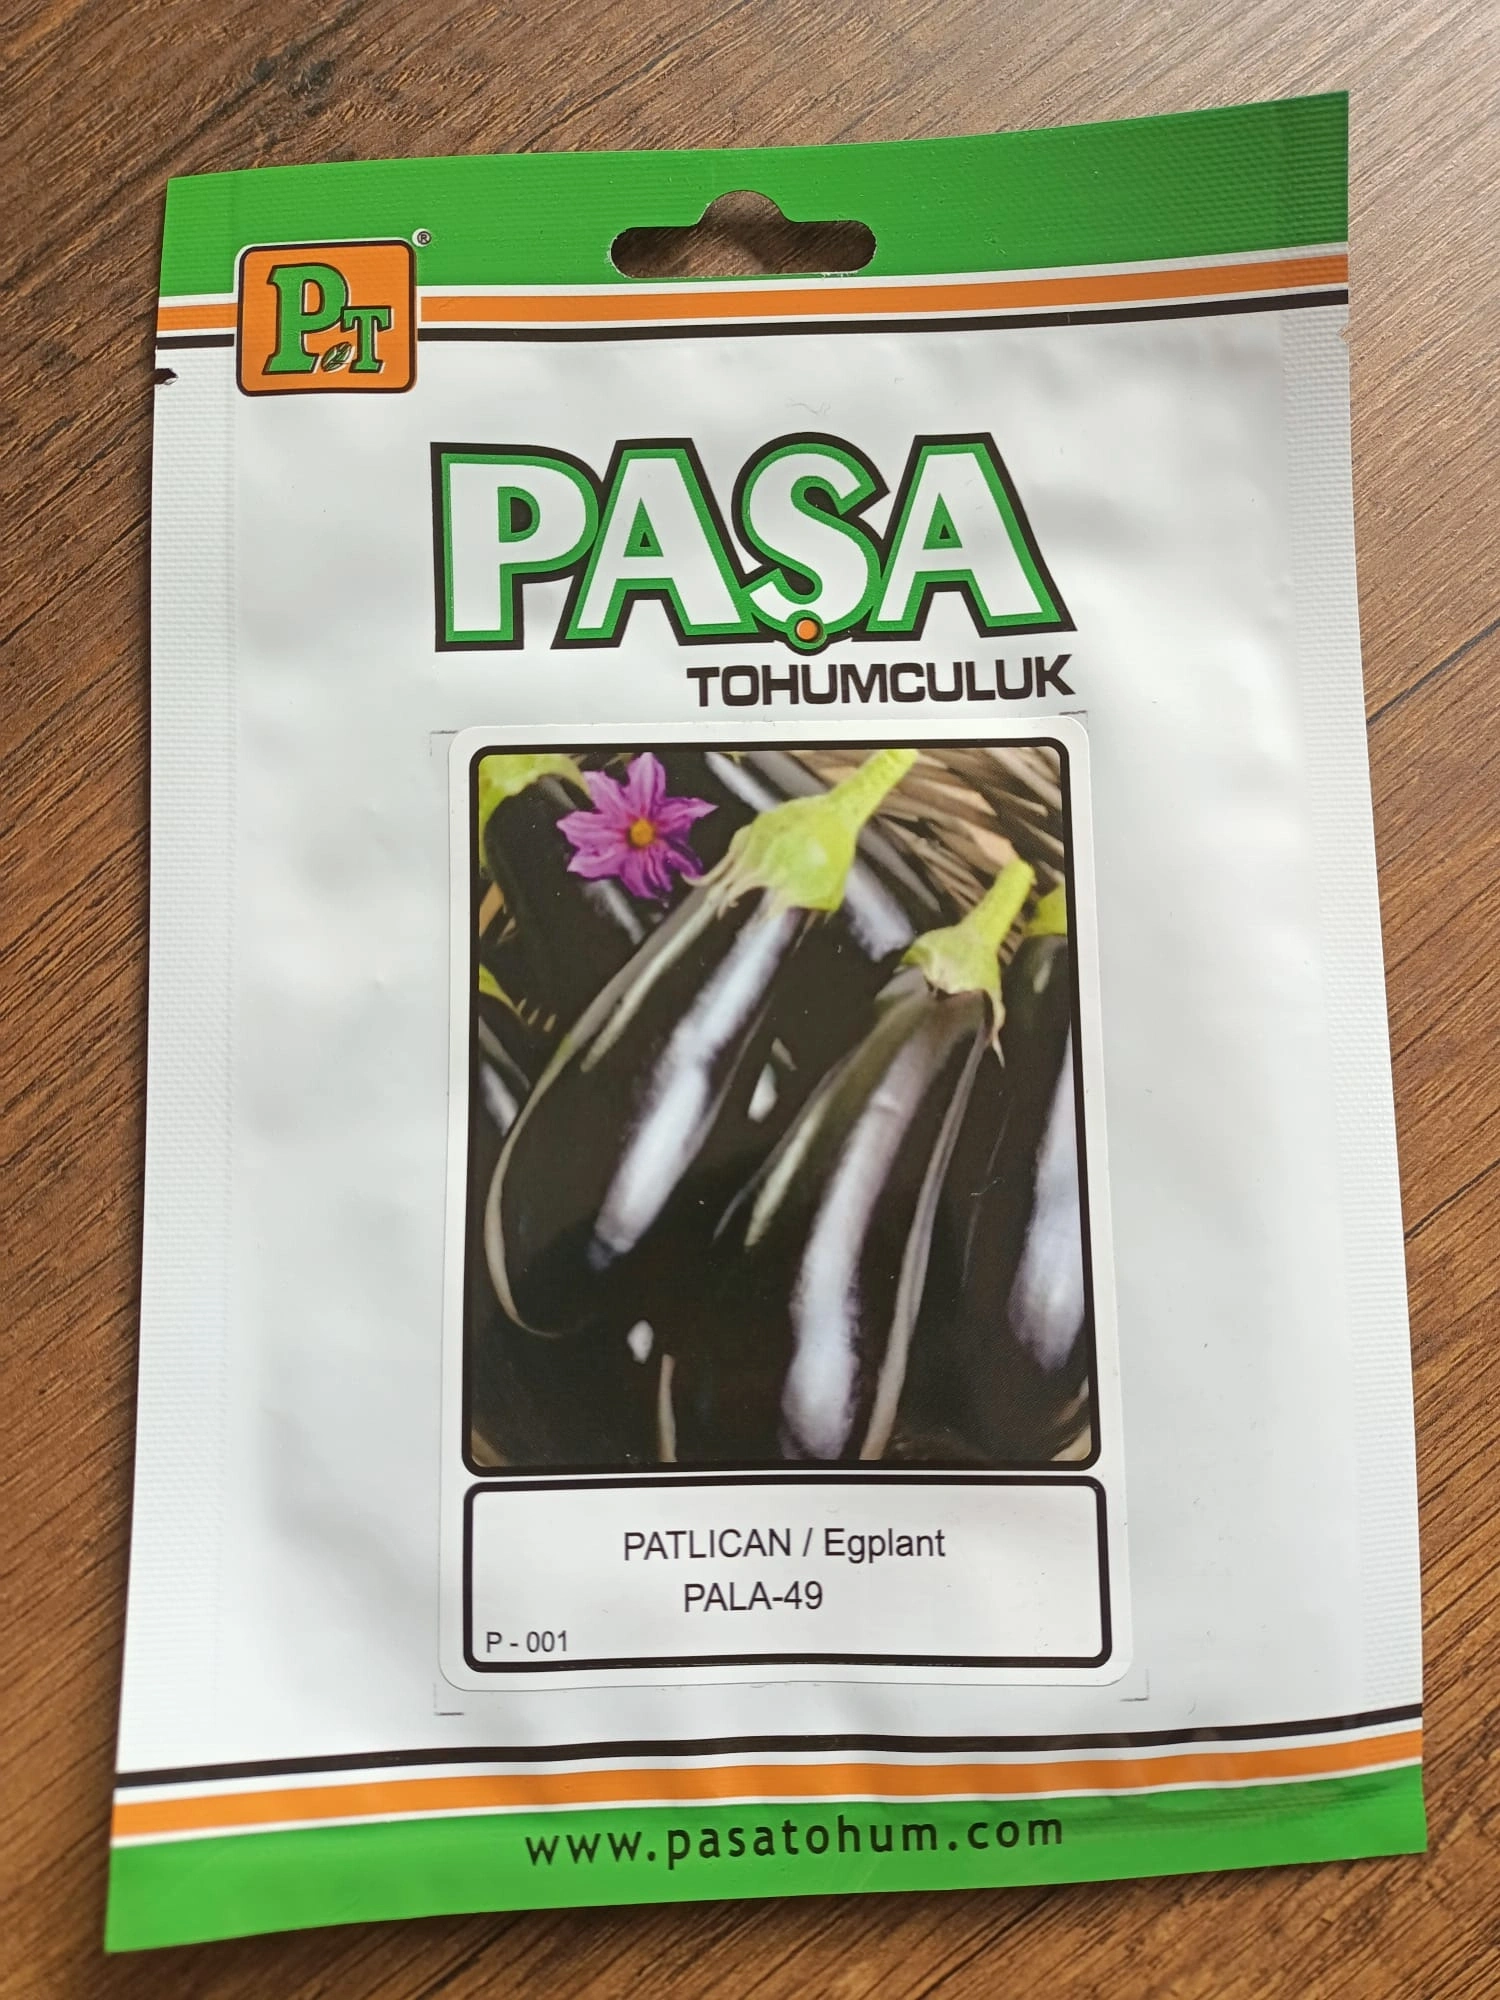 PT®
PAŞA
TOHUMCULUK
PATLICAN / Egplant
PALA-49
P - 001
www.pasatohum.com